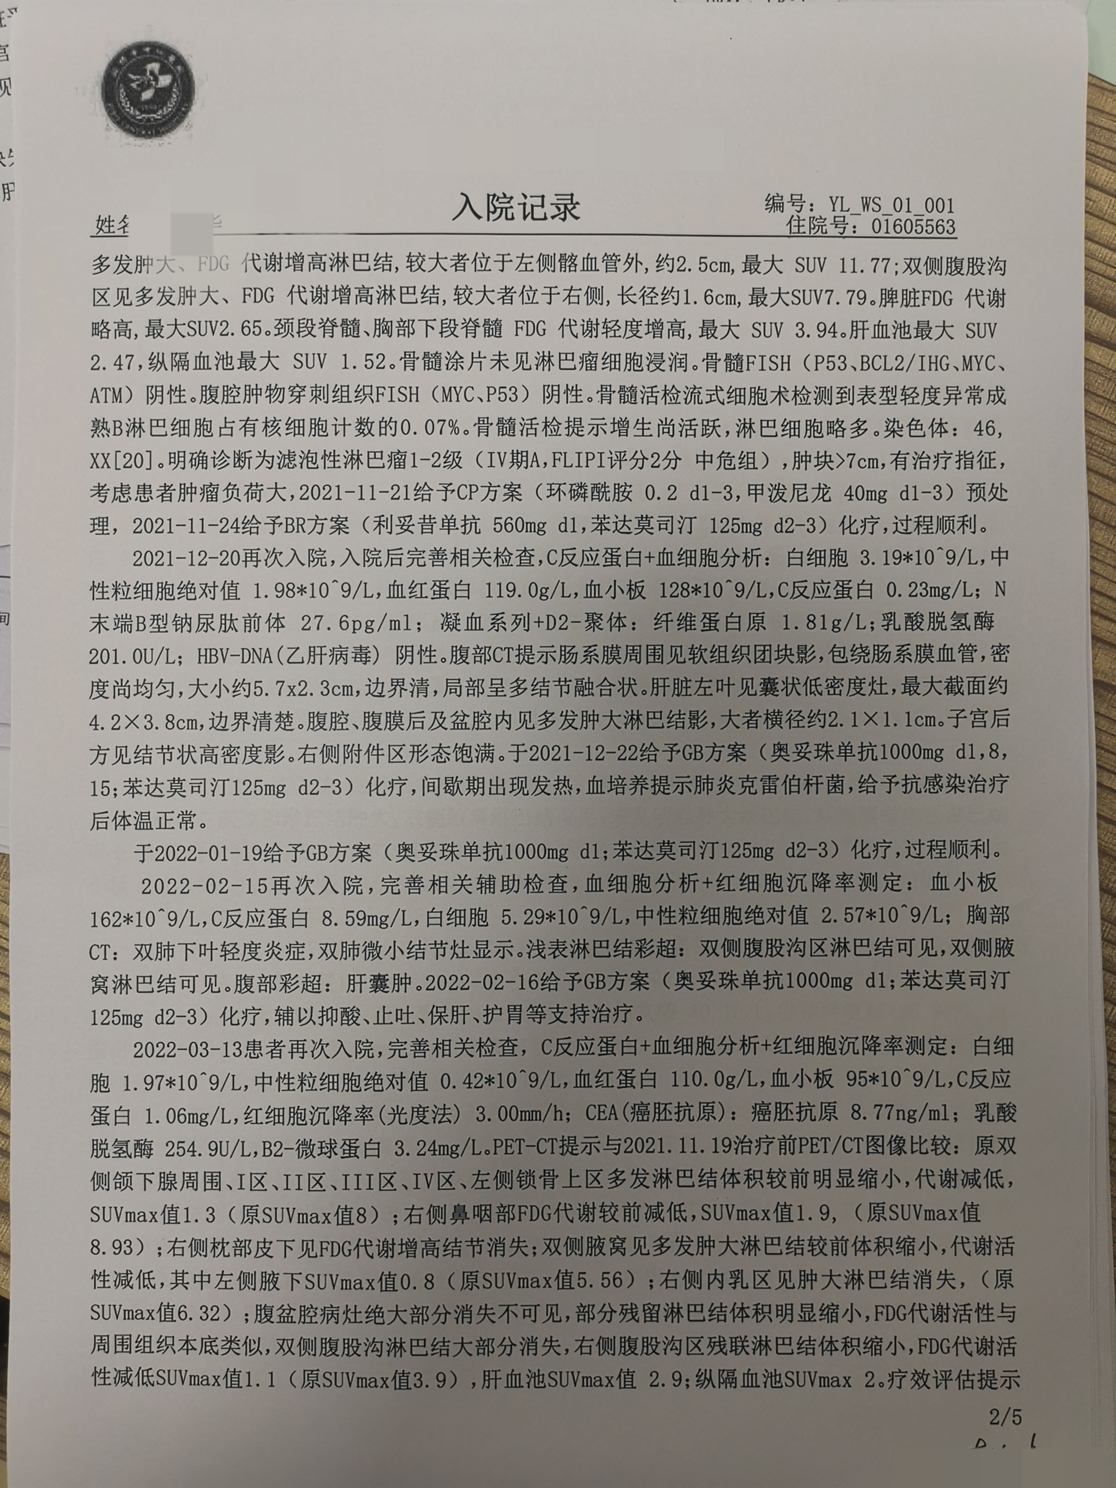 入院记录
编号：YL_WS_01_001
姓名
住院号：01605563
多发肿大、FDG 代谢增高淋巴结,较大者位于左侧髂血管外,约2.5cm,最大 SUV 11.77;双侧腹股沟
区见多发肿大、FDG 代谢增高淋巴结,较大者位于右侧,长径约1.6cm,最大SUV7.79。脾脏FDG 代谢
略高,最大SUV2.65。颈段脊髓、胸部下段脊髓 FDG 代谢轻度增高,最大 SUV 3.94。肝血池最大 SUV
2.47,纵隔血池最大 SUV 1.52。骨髓涂片未见淋巴瘤细胞浸润。骨髓FISH（P53、BCL2/IHG、MYC、
ATM）阴性。腹腔肿物穿刺组织FISH（MYC、P53）阴性。骨髓活检流式细胞术检测到表型轻度异常成
熟B淋巴细胞占有核细胞计数的0.07%。骨髓活检提示增生尚活跃,淋巴细胞略多。染色体：46,
XX[20]。明确诊断为滤泡性淋巴瘤1-2级（IV期A,FLIPI评分2分 中危组）,肿块>7cm,有治疗指征,
考虑患者肿瘤负荷大,2021-11-21给予CP方案（环磷酰胺 0.2 d1-3,甲泼尼龙 40mg d1-3）预处
理，2021-11-24给予BR方案（利妥昔单抗 560mg d1,苯达莫司汀 125mg d2-3）化疗,过程顺利。
2021-12-20再次入院,入院后完善相关检查,C反应蛋白+血细胞分析：白细胞 3.19*10^9/L,中
性粒细胞绝对值 1.98*10^9/L,血红蛋白 119.0g/L,血小板 128*10^9/L,C反应蛋白 0.23mg/L；N
末端B型钠尿肽前体 27.6pg/ml；凝血系列+D2-聚体：纤维蛋白原 1.81g/L;乳酸脱氢酶
201.0U/L；HBV-DNA(乙肝病毒) 阴性。腹部CT提示肠系膜周围见软组织团块影,包绕肠系膜血管,密
度尚均匀,大小约5.7x2.3cm,边界清,局部呈多结节融合状。肝脏左叶见囊状低密度灶,最大截面约
4.2×3.8cm,边界清楚。腹腔、腹膜后及盆腔内见多发肿大淋巴结影,大者横径约2.1×1.1cm。子宫后
方见结节状高密度影。右侧附件区形态饱满。于2021-12-22给予GB方案（奥妥珠单抗1000mg d1,8，
15;苯达莫司汀125mg d2-3）化疗,间歇期出现发热,血培养提示肺炎克雷伯杆菌,给予抗感染治疗
后体温正常。
于2022-01-19给予GB方案（奥妥珠单抗1000mg d1;苯达莫司汀125mg d2-3）化疗,过程顺利。
2022-02-15再次入院,完善相关辅助检查,血细胞分析+红细胞沉降率测定：血小板
162*10^9/L,C反应蛋白 8.59mg/L,白细胞 5.29*10^9/L,中性粒细胞绝对值 2.57*10^9/L；胸部
CT：双肺下叶轻度炎症,双肺微小结节灶显示。浅表淋巴结彩超：双侧腹股沟区淋巴结可见,双侧腋
窝淋巴结可见。腹部彩超：肝囊肿。2022-02-16给予GB方案（奥妥珠单抗1000mg d1;苯达莫司汀
125mg d2-3）化疗,辅以抑酸、止吐、保肝、护胃等支持治疗。
2022-03-13患者再次入院,完善相关检查，C反应蛋白+血细胞分析+红细胞沉降率测定：白细
胞 1.97*10^9/L,中性粒细胞绝对值 0.42*10^9/L,血红蛋白 110.0g/L,血小板 95*10^9/L,C反应
蛋白 1.06mg/L,红细胞沉降率(光度法) 3.00mm/h；CEA(癌胚抗原)：癌胚抗原 8.77ng/ml；乳酸
脱氢酶 254.9U/L,B2-微球蛋白 3.24mg/L。PET-CT提示与2021.11.19治疗前PET/CT图像比较：原双
侧颌下腺周围、I区、II区、III区、IV区、左侧锁骨上区多发淋巴结体积较前明显缩小,代谢减低,
SUVmax值1.3（原SUVmax值8）;右侧鼻咽部FDG代谢较前减低,SUVmax值1.9,（原SUVmax值
8.93）;右侧枕部皮下见FDG代谢增高结节消失;双侧腋窝见多发肿大淋巴结较前体积缩小,代谢活
性减低,其中左侧腋下SUVmax值0.8（原SUVmax值5.56）;右侧内乳区见肿大淋巴结消失，（原
SUVmax值6.32）;腹盆腔病灶绝大部分消失不可见,部分残留淋巴结体积明显缩小,FDG代谢活性与
周围组织本底类似,双侧腹股沟淋巴结大部分消失,右侧腹股沟区残联淋巴结体积缩小,FDG代谢活
性减低SUVmax值1.1（原SUVmax值3.9）,肝血池SUVmax值 2.9;纵隔血池SUVmax 2。疗效评估提示
2/5